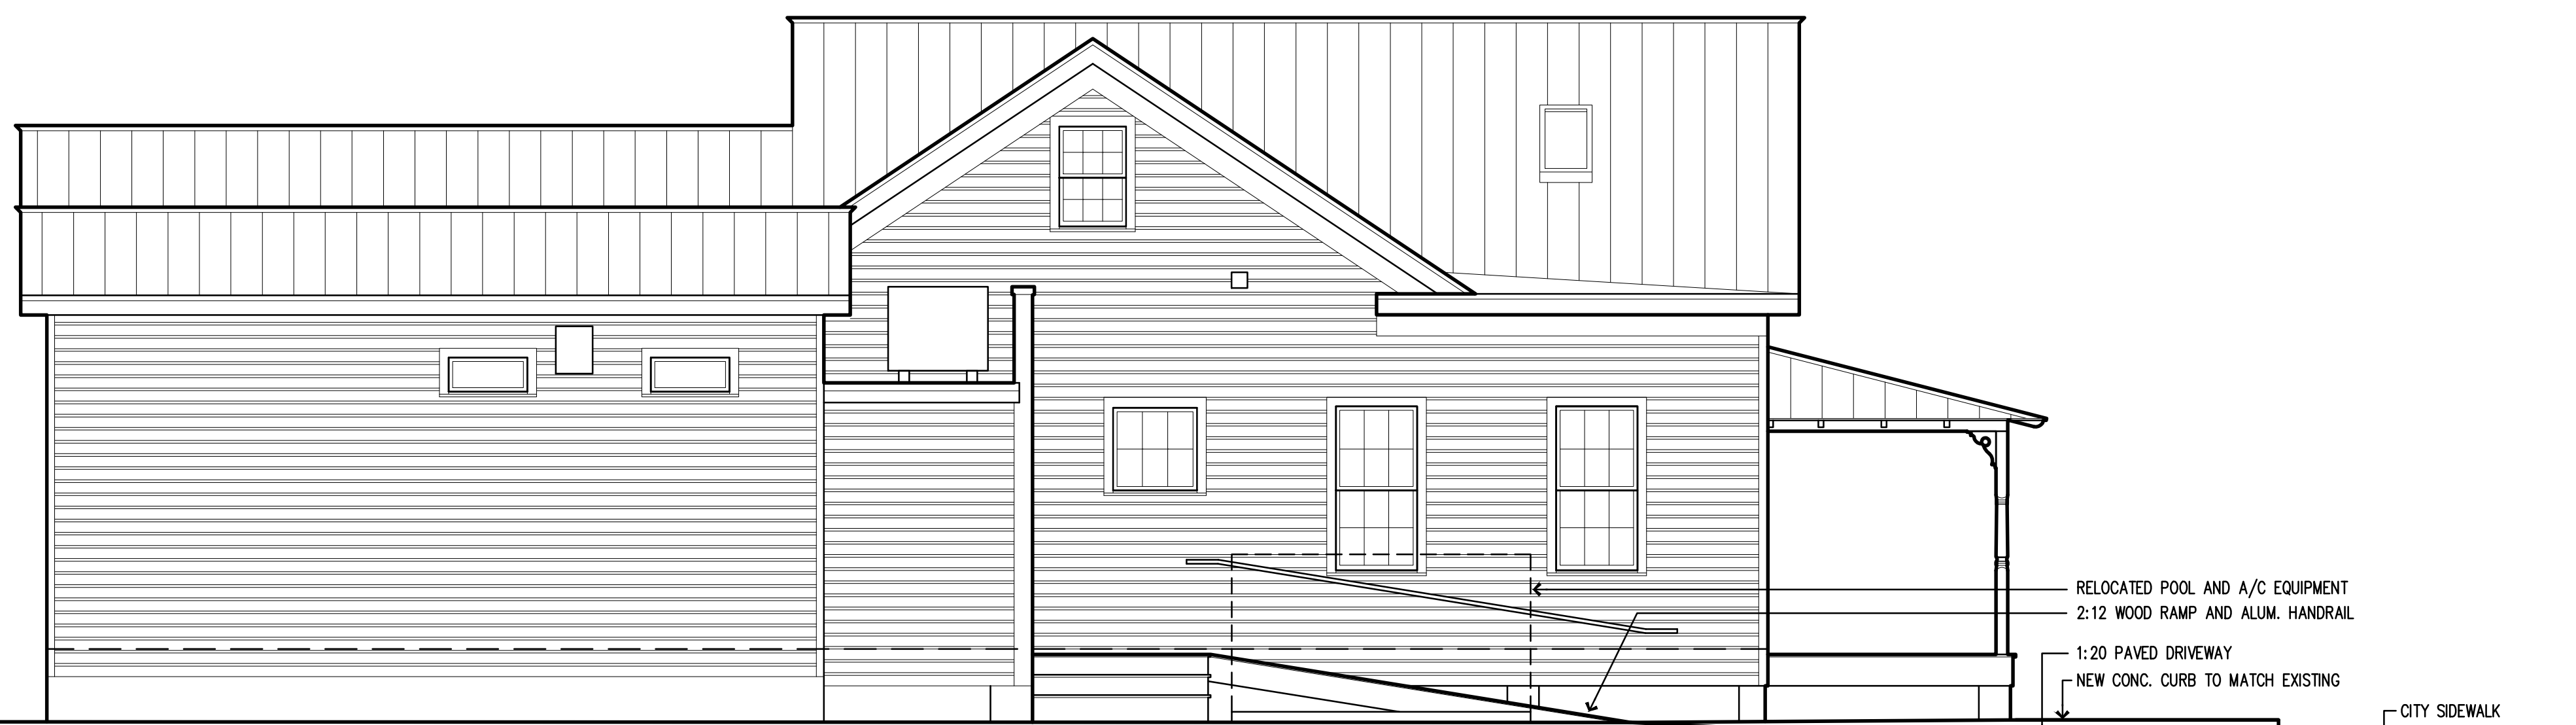 RELOCATED POOL AND A/C EQUIPMENT
2:12 WOOD RAMP AND ALUM. HANDRAIL
1:20 PAVED DRIVEWAY
NEW CONC. CURB TO MATCH EXISTING
CITY SIDEWALK